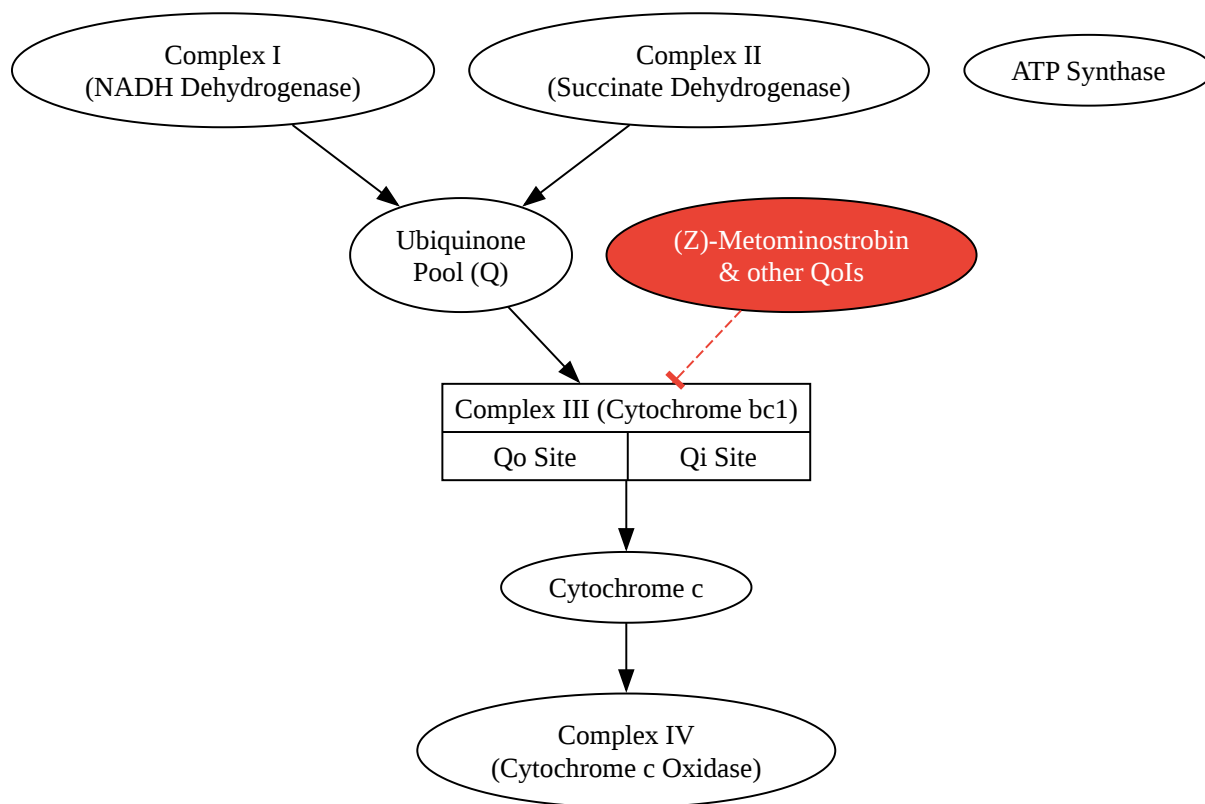 Complex I
(NADH Dehydrogenase)
Complex II
(Succinate Dehydrogenase)
ATP Synthase
Ubiquinone
Pool (Q)
(Z)-Metominostrobin
& other QoIs
Complex III (Cytochrome bc1)
Qo Site
Qi Site
Cytochrome c
Complex IV
(Cytochrome c Oxidase)